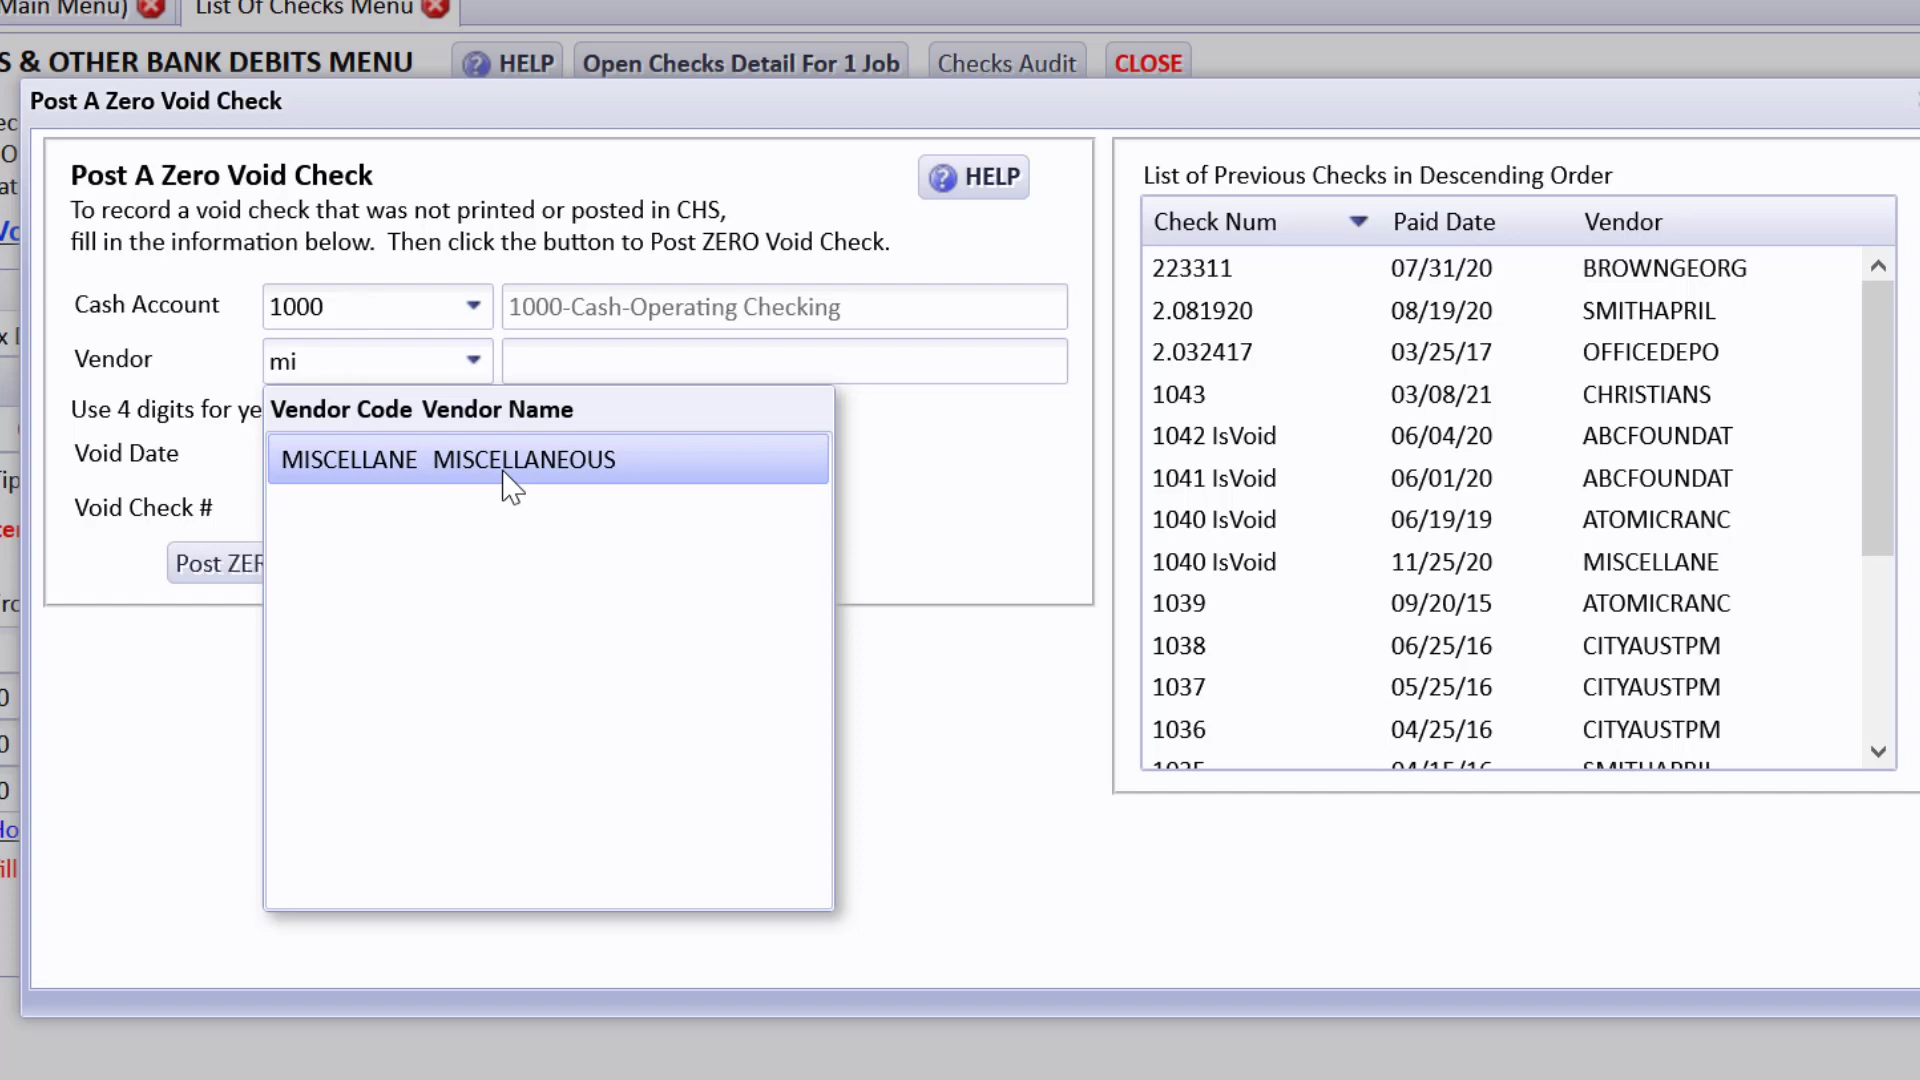 Main Menu)
List Of Checks Menu
S & OTHER BANK DEBITS MENU
HELP
Open Checks Detail For 1 Job
Checks Audit
CLOSE
Post A Zero Void Check
Post A Zero Void Check
HELP
To record a void check that was not printed or posted in CHS,
fill in the information below. Then click the button to Post ZERO Void Check.
Cash Account
1000
1000-Cash-Operating Checking
Vendor
mi
Use 4 digits for ye
Vendor Code Vendor Name
MISCELLANE MISCELLANEOUS
Void Date
Void Check #
Post ZER
List of Previous Checks in Descending Order
Check Num Paid Date Vendor
223311 07/31/20 BROWNGEORG
2.081920 08/19/20 SMITHAPRIL
2.032417 03/25/17 OFFICEDEPO
1043 03/08/21 CHRISTIANS
1042 IsVoid 06/04/20 ABCFOUNDAT
1041 IsVoid 06/01/20 ABCFOUNDAT
1040 IsVoid 06/19/19 ATOMICRANC
1040 IsVoid 11/25/20 MISCELLANE
1039 09/20/15 ATOMICRANC
1038 06/25/16 CITYAUSTPM
1037 05/25/16 CITYAUSTPM
1036 04/25/16 CITYAUSTPM
1035 04/15/16 SMITHAPRIL